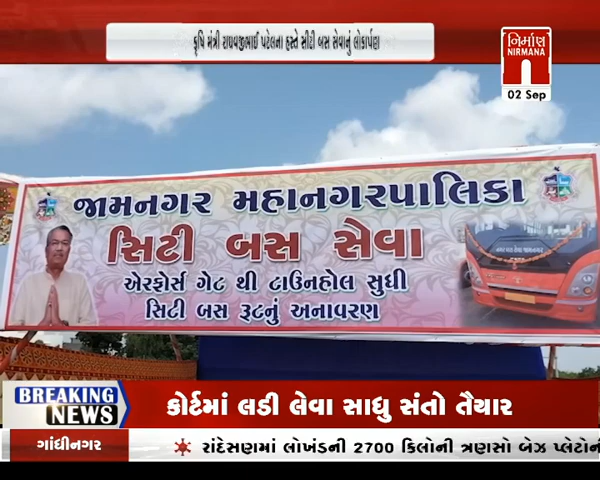 કૃષિ મંત્રી રાઘવજીભાઈ પટેલના હસ્તે સીટી બસ સેવાનું લોકાર્પણ
નિર્માણ
NIRMANA
02 Sep
જામનગર મહાનગરપાલિકા
સિટી બસ સેવા
એરફોર્સ ગેટ થી ટાઉનહોલ સુધી
સિટી બસ રૂટનું અનાવરણ
BREAKING
NEWS
કોર્ટમાં લડી લેવા સાધુ સંતો તૈયાર
ગાંધીનગર
રાંદેસણમાં લોખંડની 2700 કિલોની ત્રણસો બેઝ પ્લેટોની